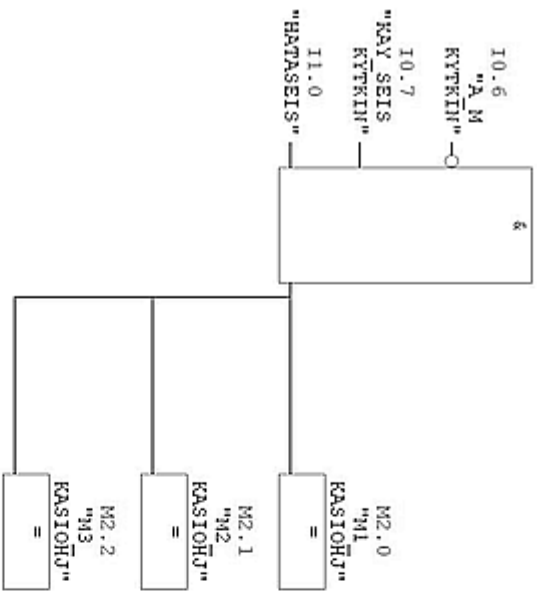 I0.6
"A_M
KYTKIN"
&
I0.7
"KAY_SEIS
KYTKIN"
I1.0
"HATASEIS"
M2.0
"M1
KASIOHJ"
=
M2.1
"M2
KASIOHJ"
=
M2.2
"M3
KASIOHJ"
=